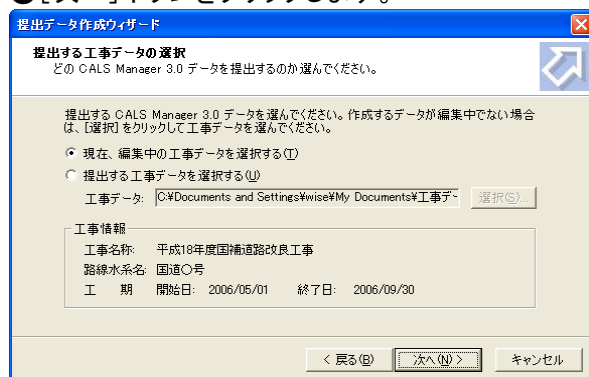 提出データ作成ウィザード
提出する工事データの選択
どの CALS Manager 3.0 データを提出するのか選んでください。
提出する CALS Manager 3.0 データを選んでください。作成するデータが編集中でない場合
は、[選択]をクリックして工事データを選んでください。
現在、編集中の工事データを選択する(T)
提出する工事データを選択する(U)
工事データ: C:¥Documents and Settings¥wise¥My Documents¥工事デー 選択(S)...
工事情報
工事名称: 平成18年度国補道路改良工事
路線水系名: 国道〇号
工 期 開始日: 2006/05/01 終了日: 2006/09/30
< 戻る(B) 次へ(N) > キャンセル